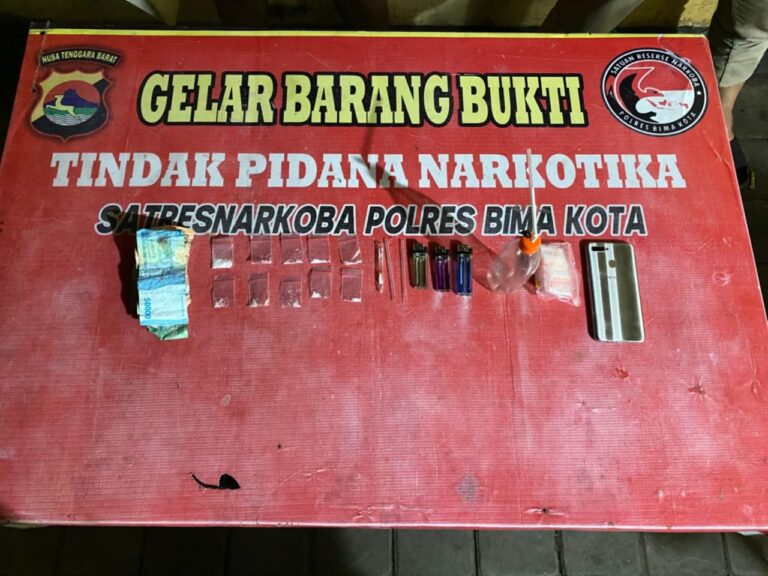 NUSA TENGGARA BARAT
GELAR BARANG BUKTI
SATUAN RESERSE NARKOBA
POLRES BIMA KOTA
TINDAK PIDANA NARKOTIKA
SATRESNARKOBA POLRES BIMA KOTA
50000